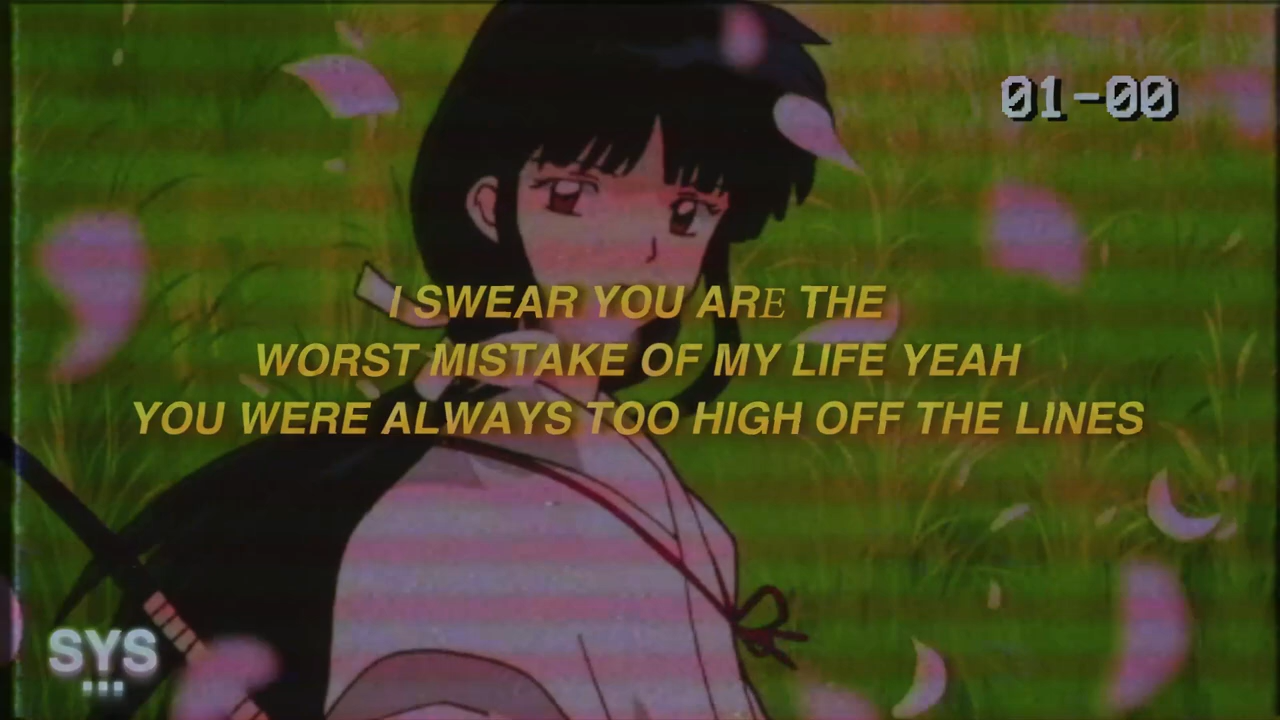 01-00
I SWEAR YOU ARE THE
WORST MISTAKE OF MY LIFE YEAH
YOU WERE ALWAYS TOO HIGH OFF THE LINES
SYS